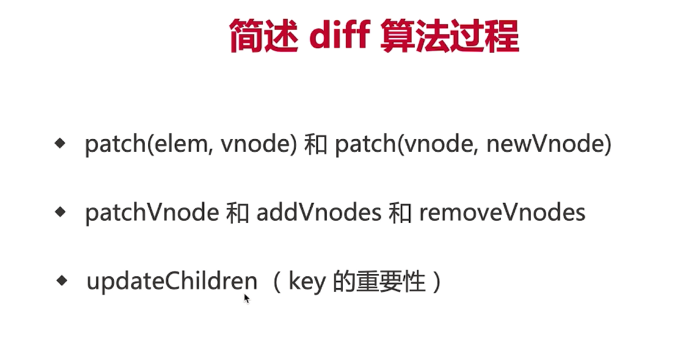 简述 diff 算法过程
patch(elem, vnode) 和 patch(vnode, newVnode)
patchVnode 和 addVnodes 和 removeVnodes
updateChildren （ key 的重要性 ）